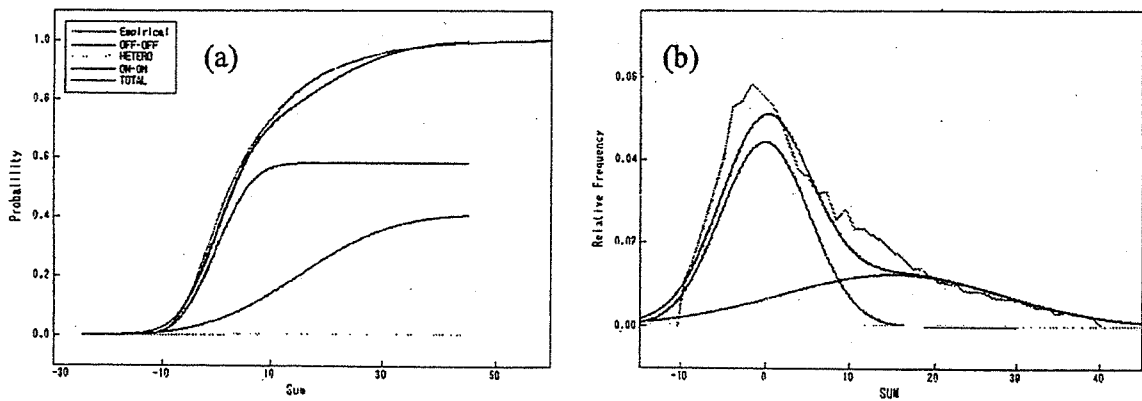 Empirical
OFF-OFF
HETERO
ON-ON
TOTAL
(a)
1.0
0.8
0.6
0.4
0.2
0.0
Probability
-30
-10
10
30
50
Sum
(b)
0.06
0.04
0.02
0.00
Relative Frequency
-10
0
10
20
30
40
SUM